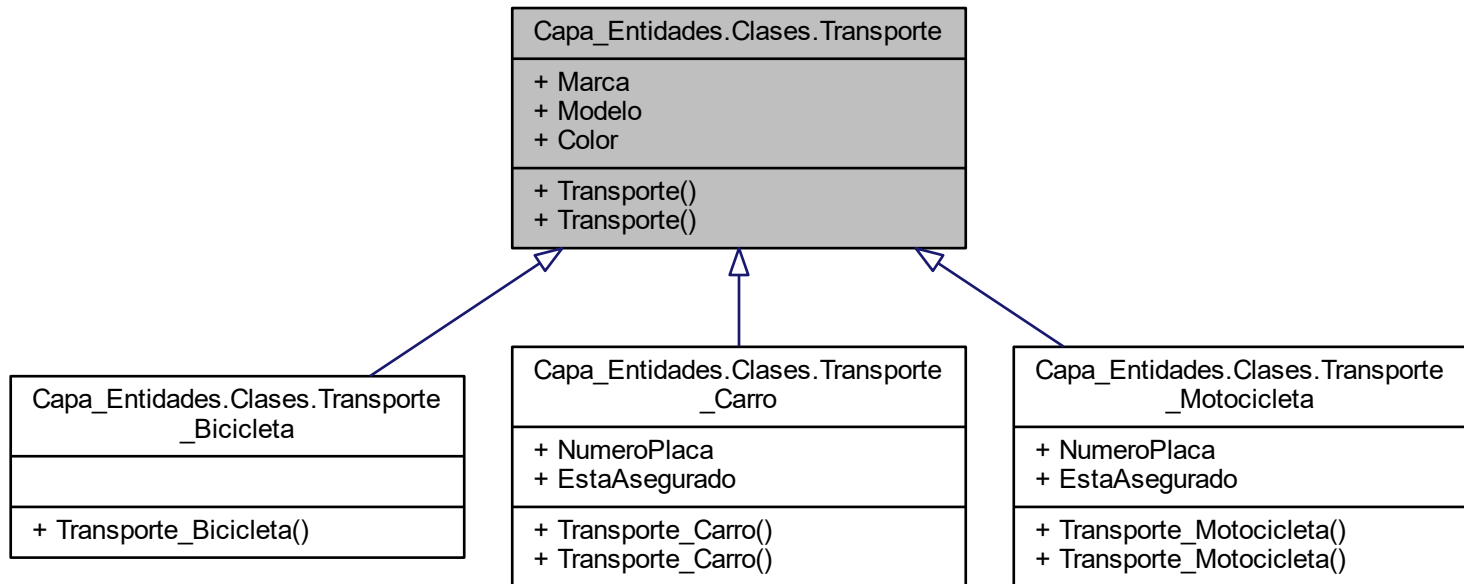 Capa_Entidades.Clases.Transporte
+ Marca
+ Modelo
+ Color
+ Transporte()
+ Transporte()
Capa_Entidades.Clases.Transporte
_Bicicleta
+ Transporte_Bicicleta()
Capa_Entidades.Clases.Transporte
_Carro
+ NumeroPlaca
+ EstaAsegurado
+ Transporte_Carro()
+ Transporte_Carro()
Capa_Entidades.Clases.Transporte
_Motocicleta
+ NumeroPlaca
+ EstaAsegurado
+ Transporte_Motocicleta()
+ Transporte_Motocicleta()